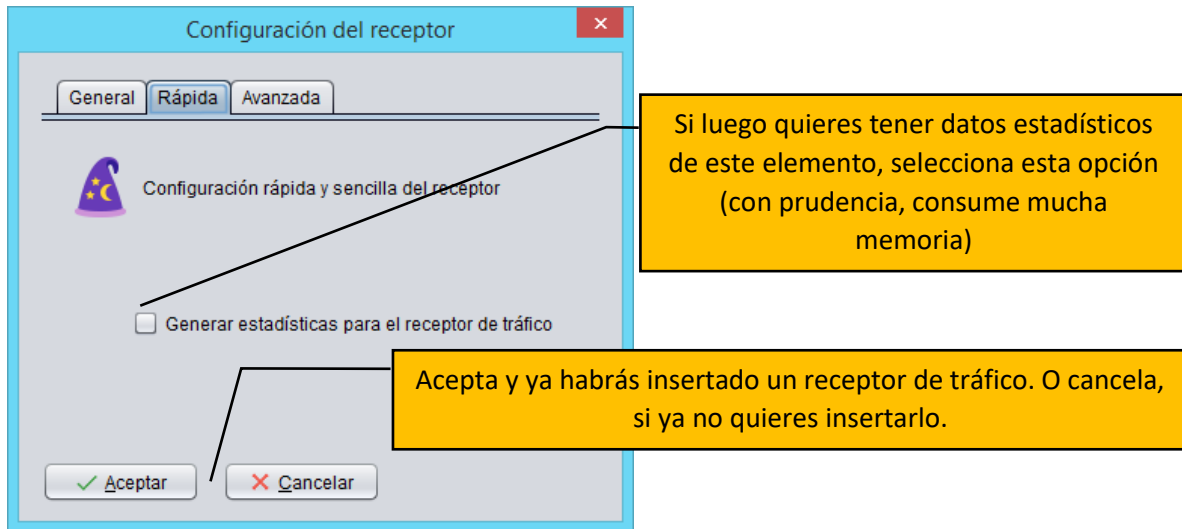 Configuración del receptor
General Rápida Avanzada
Si luego quieres tener datos estadísticos
de este elemento, selecciona esta opción
(con prudencia, consume mucha
memoria)
Configuración rápida y sencilla del receptor
Generar estadísticas para el receptor de tráfico
Acepta y ya habrás insertado un receptor de tráfico. O cancela,
si ya no quieres insertarlo.
Aceptar Cancelar